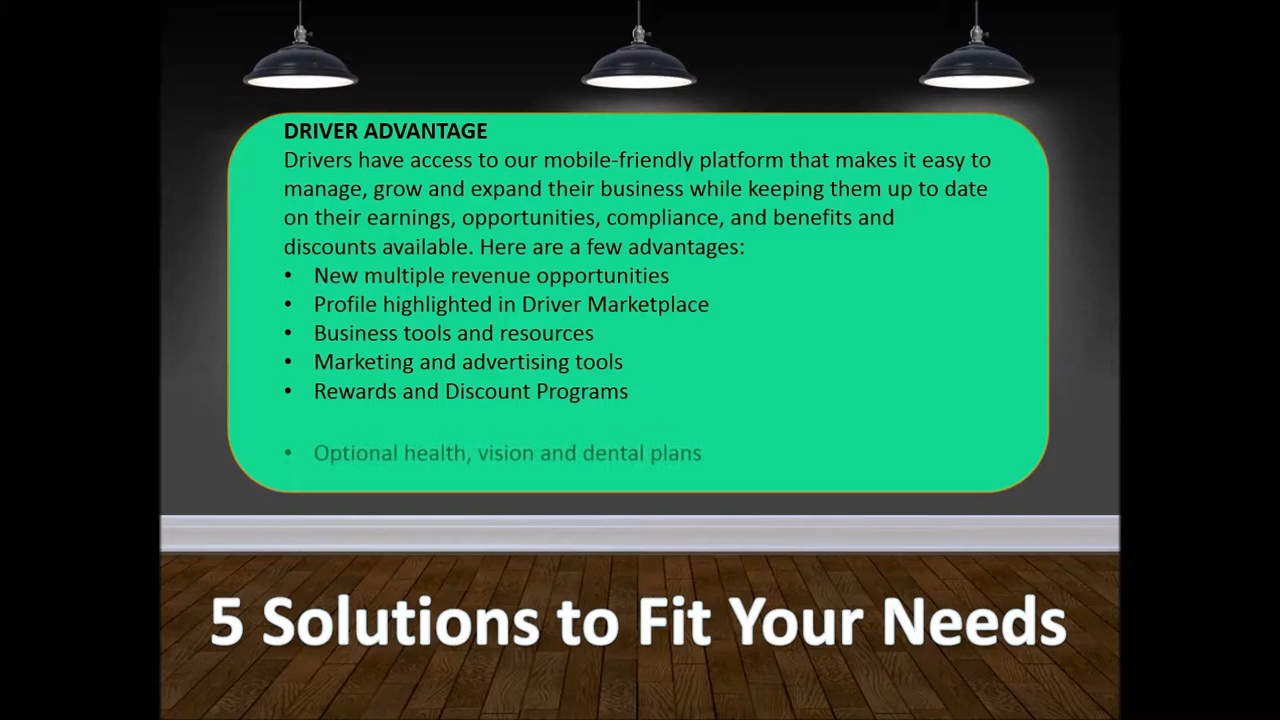 DRIVER ADVANTAGE
Drivers have access to our mobile-friendly platform that makes it easy to
manage, grow and expand their business while keeping them up to date
on their earnings, opportunities, compliance, and benefits and
discounts available. Here are a few advantages:
• New multiple revenue opportunities
• Profile highlighted in Driver Marketplace
• Business tools and resources
• Marketing and advertising tools
• Rewards and Discount Programs
• Optional health, vision and dental plans
5 Solutions to Fit Your Needs